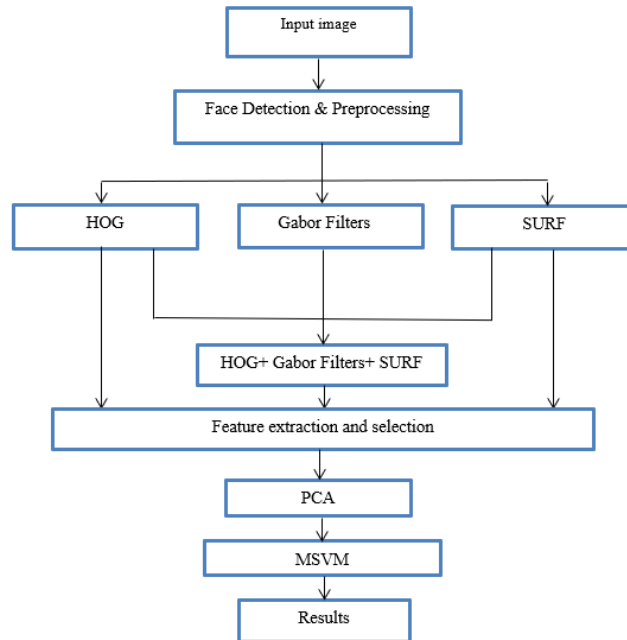 Input image
Face Detection & Preprocessing
HOG
Gabor Filters
SURF
HOG+ Gabor Filters+ SURF
Feature extraction and selection
PCA
MSVM
Results